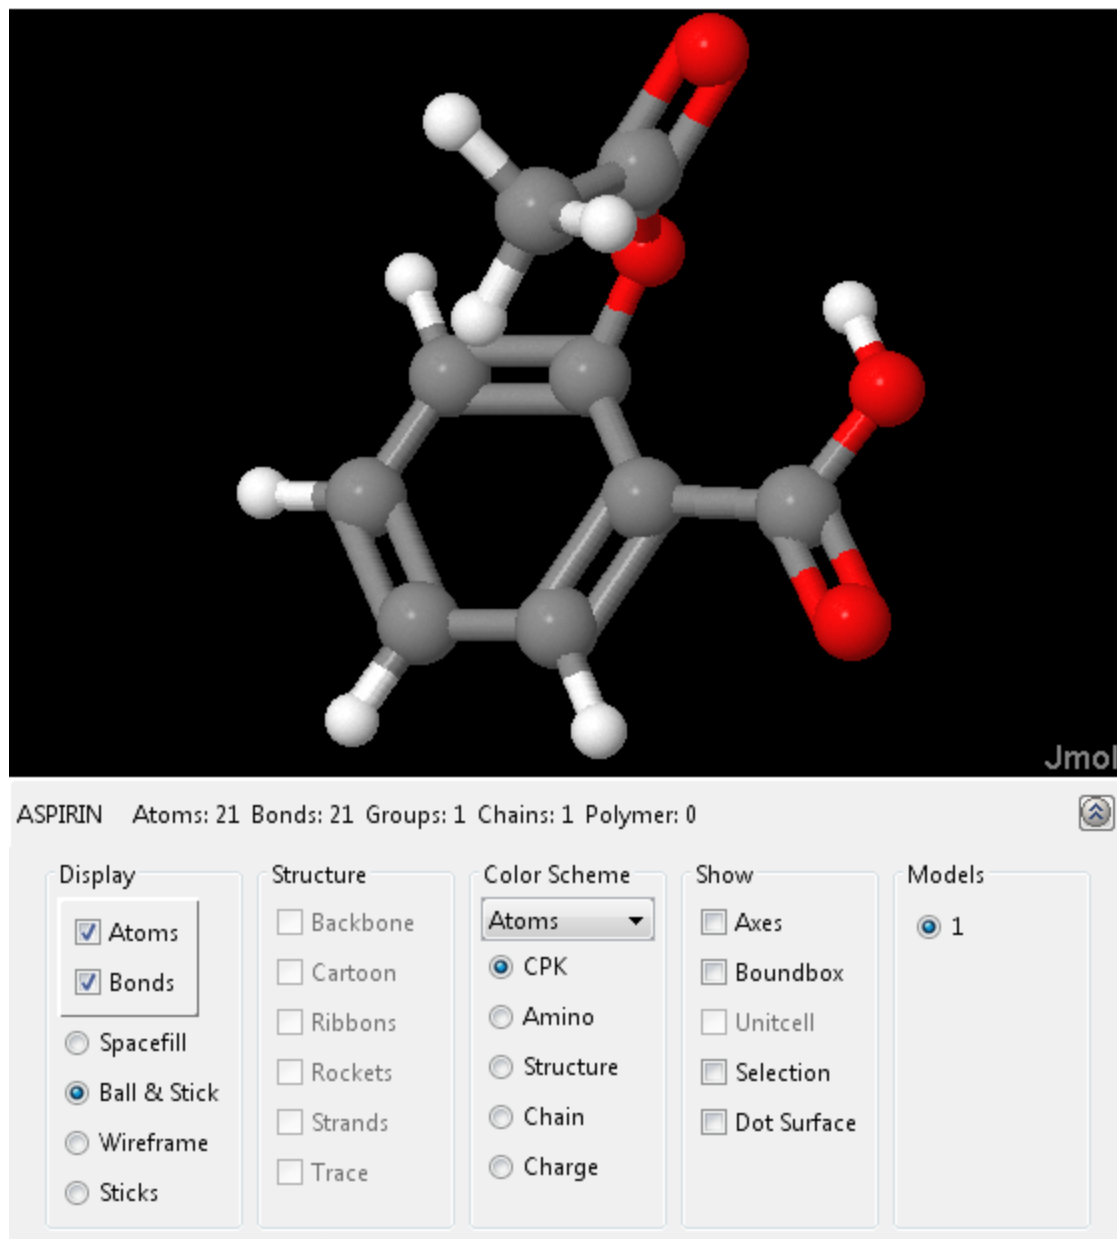 Jmol
ASPIRIN Atoms: 21 Bonds: 21 Groups: 1 Chains: 1 Polymer: 0
Display
Atoms
Bonds
Spacefill
Ball & Stick
Wireframe
Sticks
Structure
Backbone
Cartoon
Ribbons
Rockets
Strands
Trace
Color Scheme
Atoms
CPK
Amino
Structure
Chain
Charge
Show
Axes
Boundbox
Unitcell
Selection
Dot Surface
Models
1